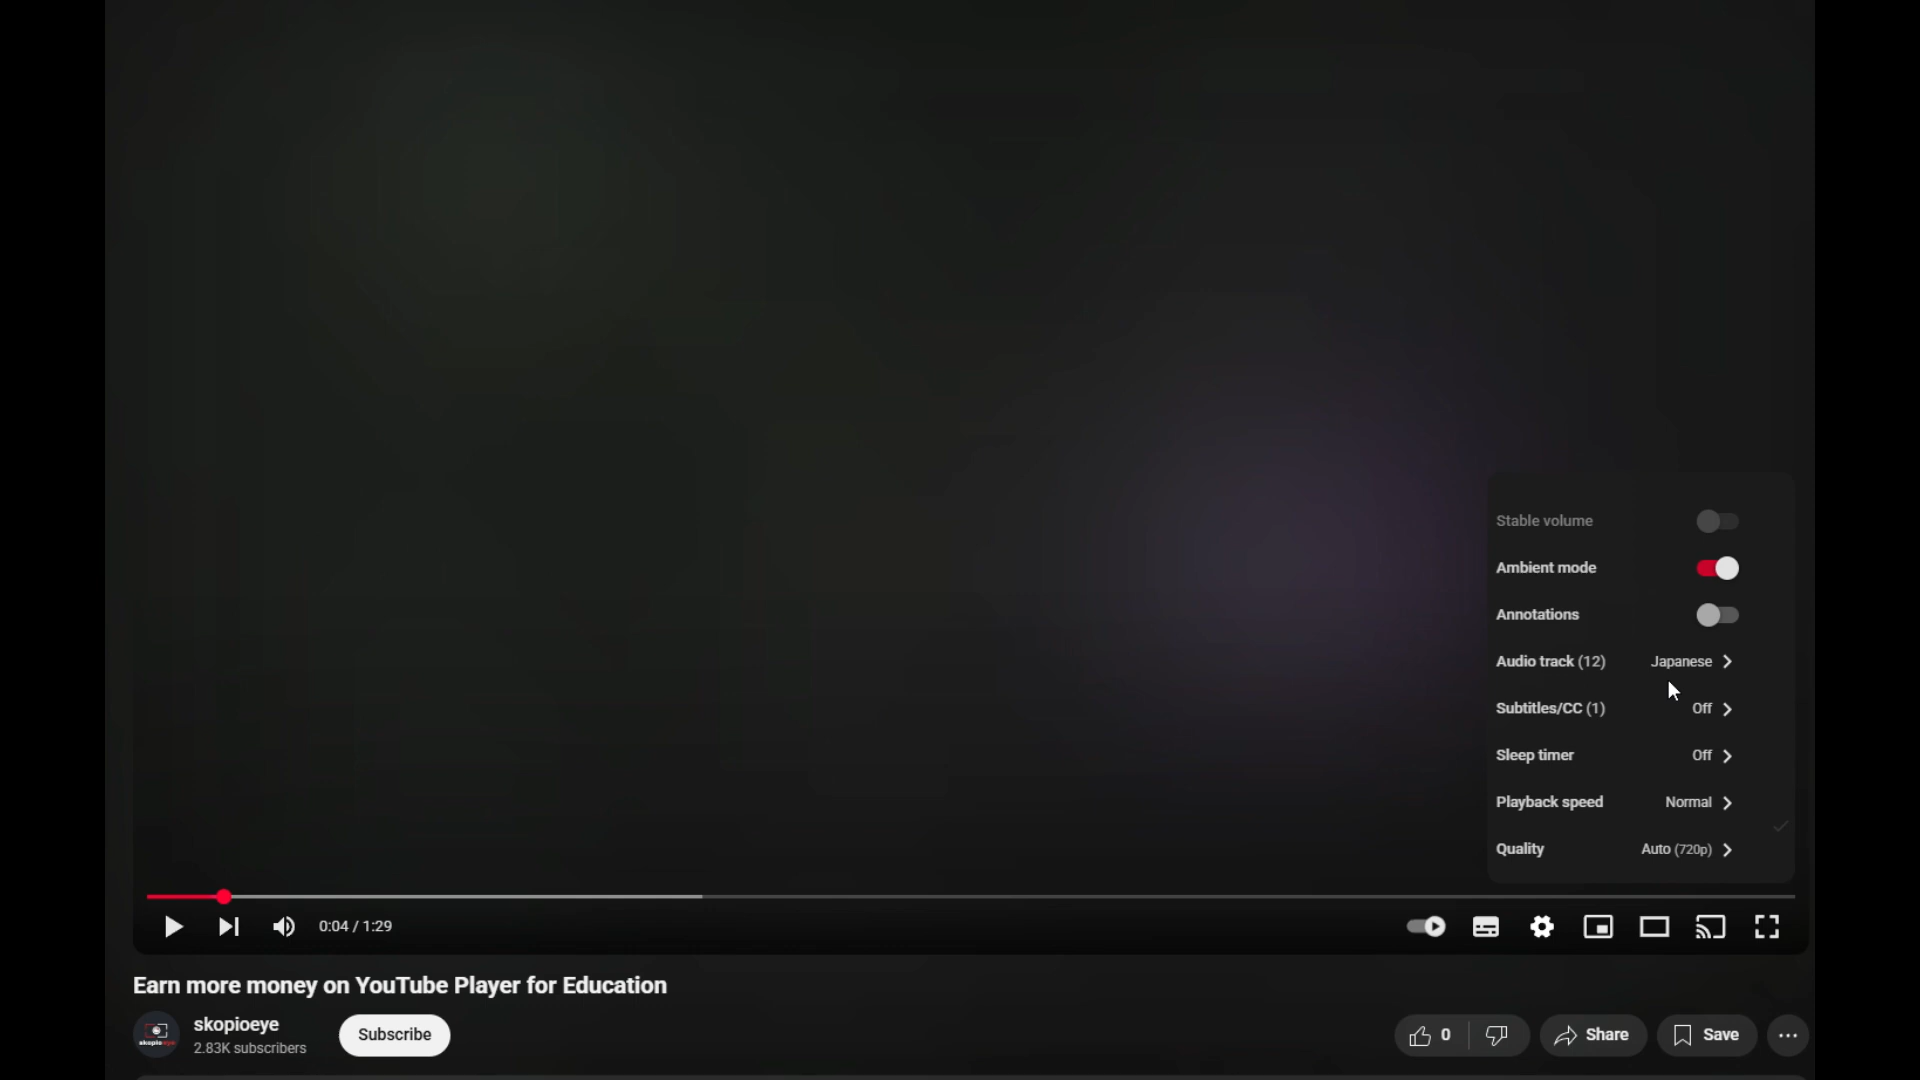 Stable volume
Ambient mode
Annotations
Audio track (12) Japanese
Subtitles/CC (1) Off
Sleep timer Off
Playback speed Normal
Quality Auto (720p)
0:04 / 1:29
Earn more money on YouTube Player for Education
skopioeye
2.83K subscribers
Subscribe
0
Share
Save